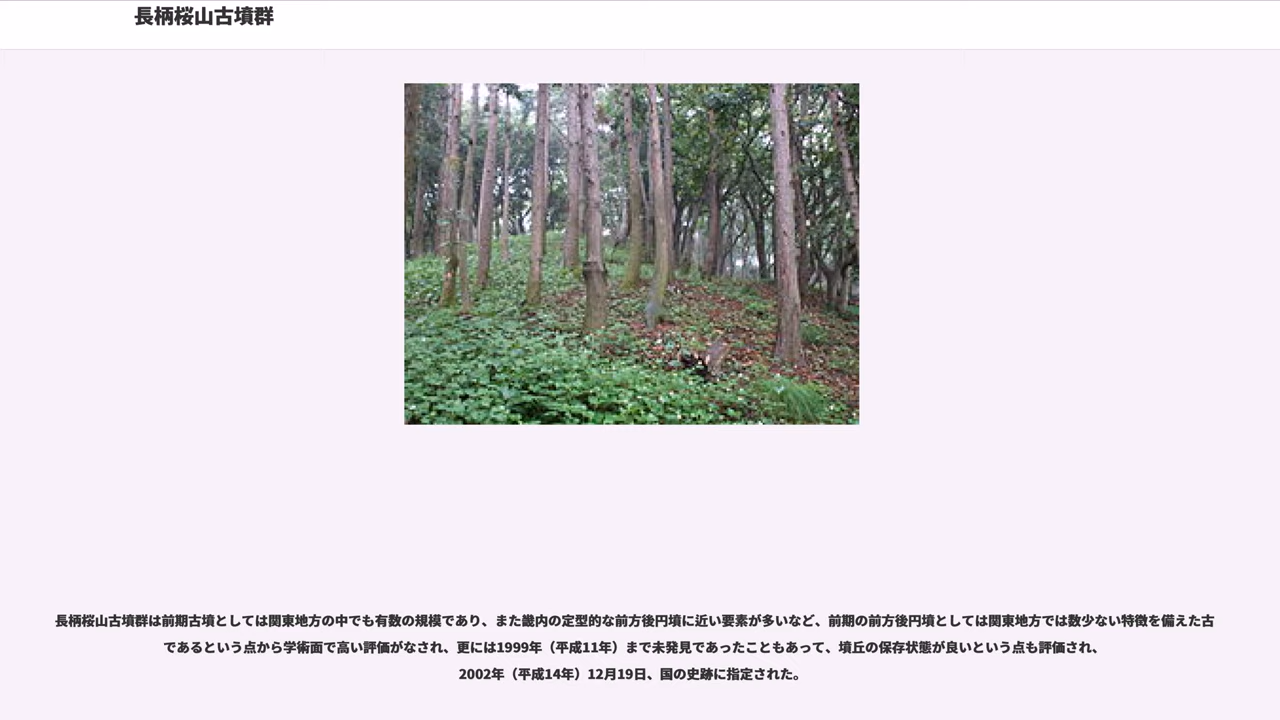 長柄桜山古墳群
長柄桜山古墳群は前期古墳としては関東地方の中でも有数の規模であり、また畿内の定型的な前方後円墳に近い要素が多いなど、前期の前方後円墳としては関東地方では数少ない特徴を備えた古
であるという点から学術面で高い評価がなされ、更には1999年（平成11年）まで未発見であったこともあって、墳丘の保存状態が良いという点も評価され、
2002年（平成14年）12月19日、国の史跡に指定された。